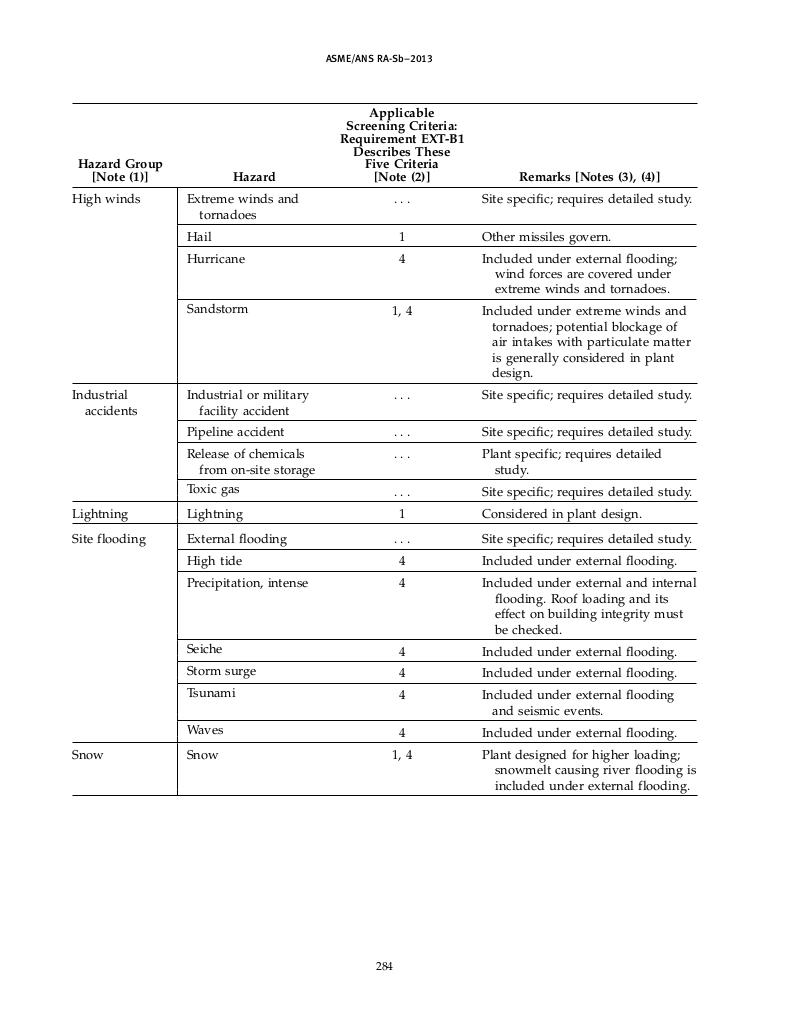 ASME/ANS RA-Sb–2013
Applicable
Screening Criteria:
Requirement EXT-B1
Describes These
Hazard Group Five Criteria
[Note (1)] Hazard [Note (2)] Remarks [Notes (3), (4)]
High winds Extreme winds and . . . Site specific; requires detailed study.
tornadoes
Hail 1 Other missiles govern.
Hurricane 4 Included under external flooding;
wind forces are covered under
extreme winds and tornadoes.
Sandstorm 1, 4 Included under extreme winds and
tornadoes; potential blockage of
air intakes with particulate matter
is generally considered in plant
design.
Industrial Industrial or military . . . Site specific; requires detailed study.
accidents facility accident
Pipeline accident . . . Site specific; requires detailed study.
Release of chemicals . . . Plant specific; requires detailed
from on-site storage study.
Toxic gas . . . Site specific; requires detailed study.
Lightning Lightning 1 Considered in plant design.
Site flooding External flooding . . . Site specific; requires detailed study.
High tide 4 Included under external flooding.
Precipitation, intense 4 Included under external and internal
flooding. Roof loading and its
effect on building integrity must
be checked.
Seiche 4 Included under external flooding.
Storm surge 4 Included under external flooding.
Tsunami 4 Included under external flooding
and seismic events.
Waves 4 Included under external flooding.
Snow Snow 1, 4 Plant designed for higher loading;
snowmelt causing river flooding is
included under external flooding.
284